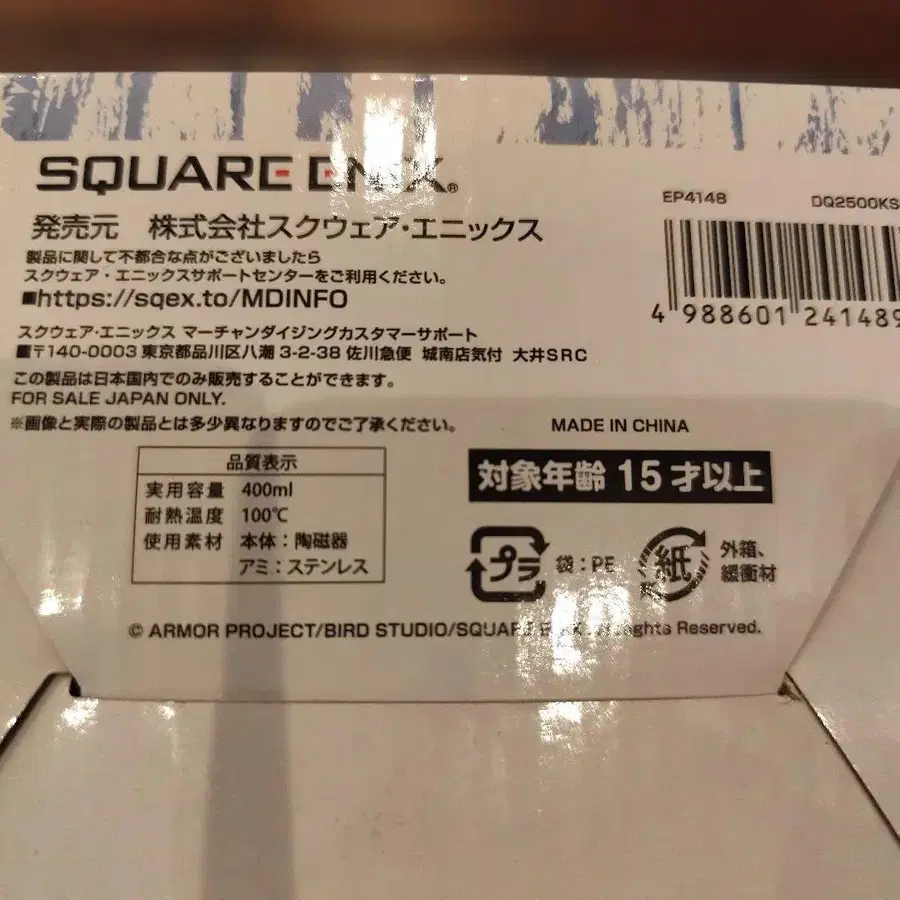 SQUARE ENIX®
発売元 株式会社スクウェア・エニックス
製品に関して不都合な点がございましたら
スクウェア・エニックスサポートセンターをご利用ください。
■https://sqex.to/MDINFO
スクウェア・エニックス マーチャンダイジングカスタマーサポート
■〒140-0003 東京都品川区八潮 3-2-38 佐川急便 城南店気付 大井SRC
この製品は日本国内でのみ販売することができます。
FOR SALE JAPAN ONLY.
※画像と実際の製品とは多少異なりますのでご了承ください。
EP4148 DQ2500KS
4 988601 241489
MADE IN CHINA
品質表示
実用容量 400ml
耐熱温度 100℃
使用素材 本体：陶磁器
アミ：ステンレス
対象年齢 15 才以上
プラ 袋：PE
紙 外箱、
緩衝材
© ARMOR PROJECT/BIRD STUDIO/SQUARE ENIX All Rights Reserved.